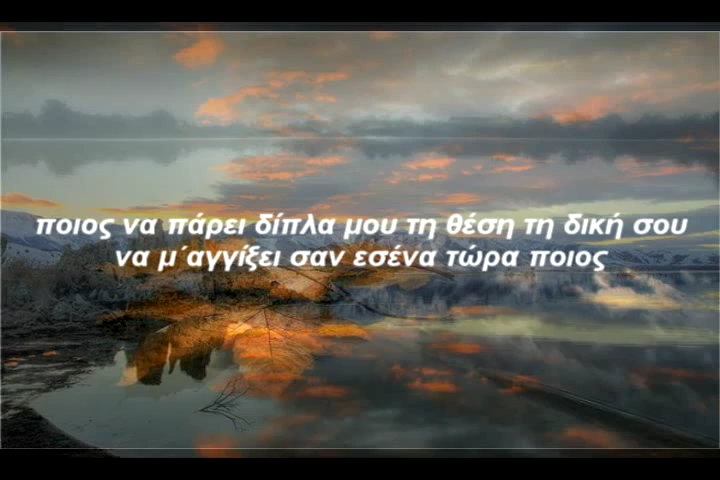 ποιος να πάρει δίπλα μου τη θέση τη δική σου
να μ΄αγγίξει σαν εσένα τώρα ποιος